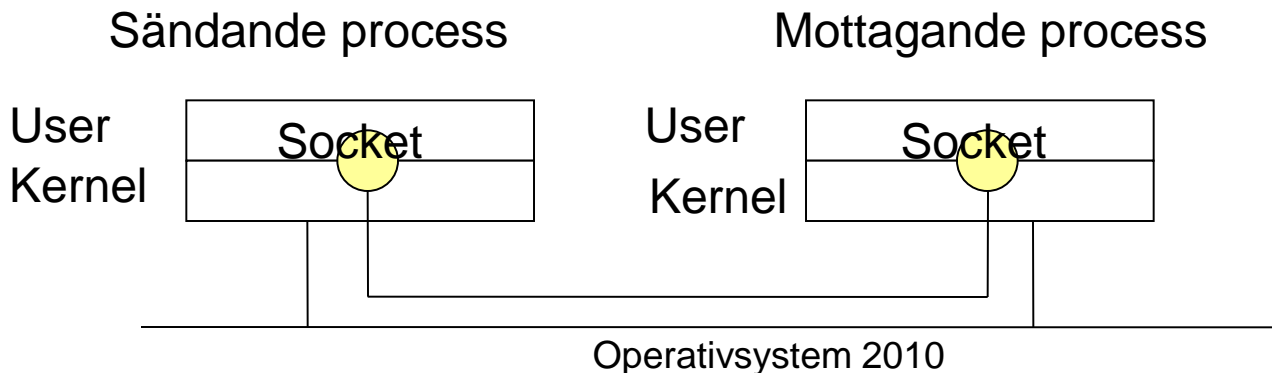 Sändande process
Mottagande process
User
Socket
Kernel
User
Socket
Kernel
Operativsystem 2010